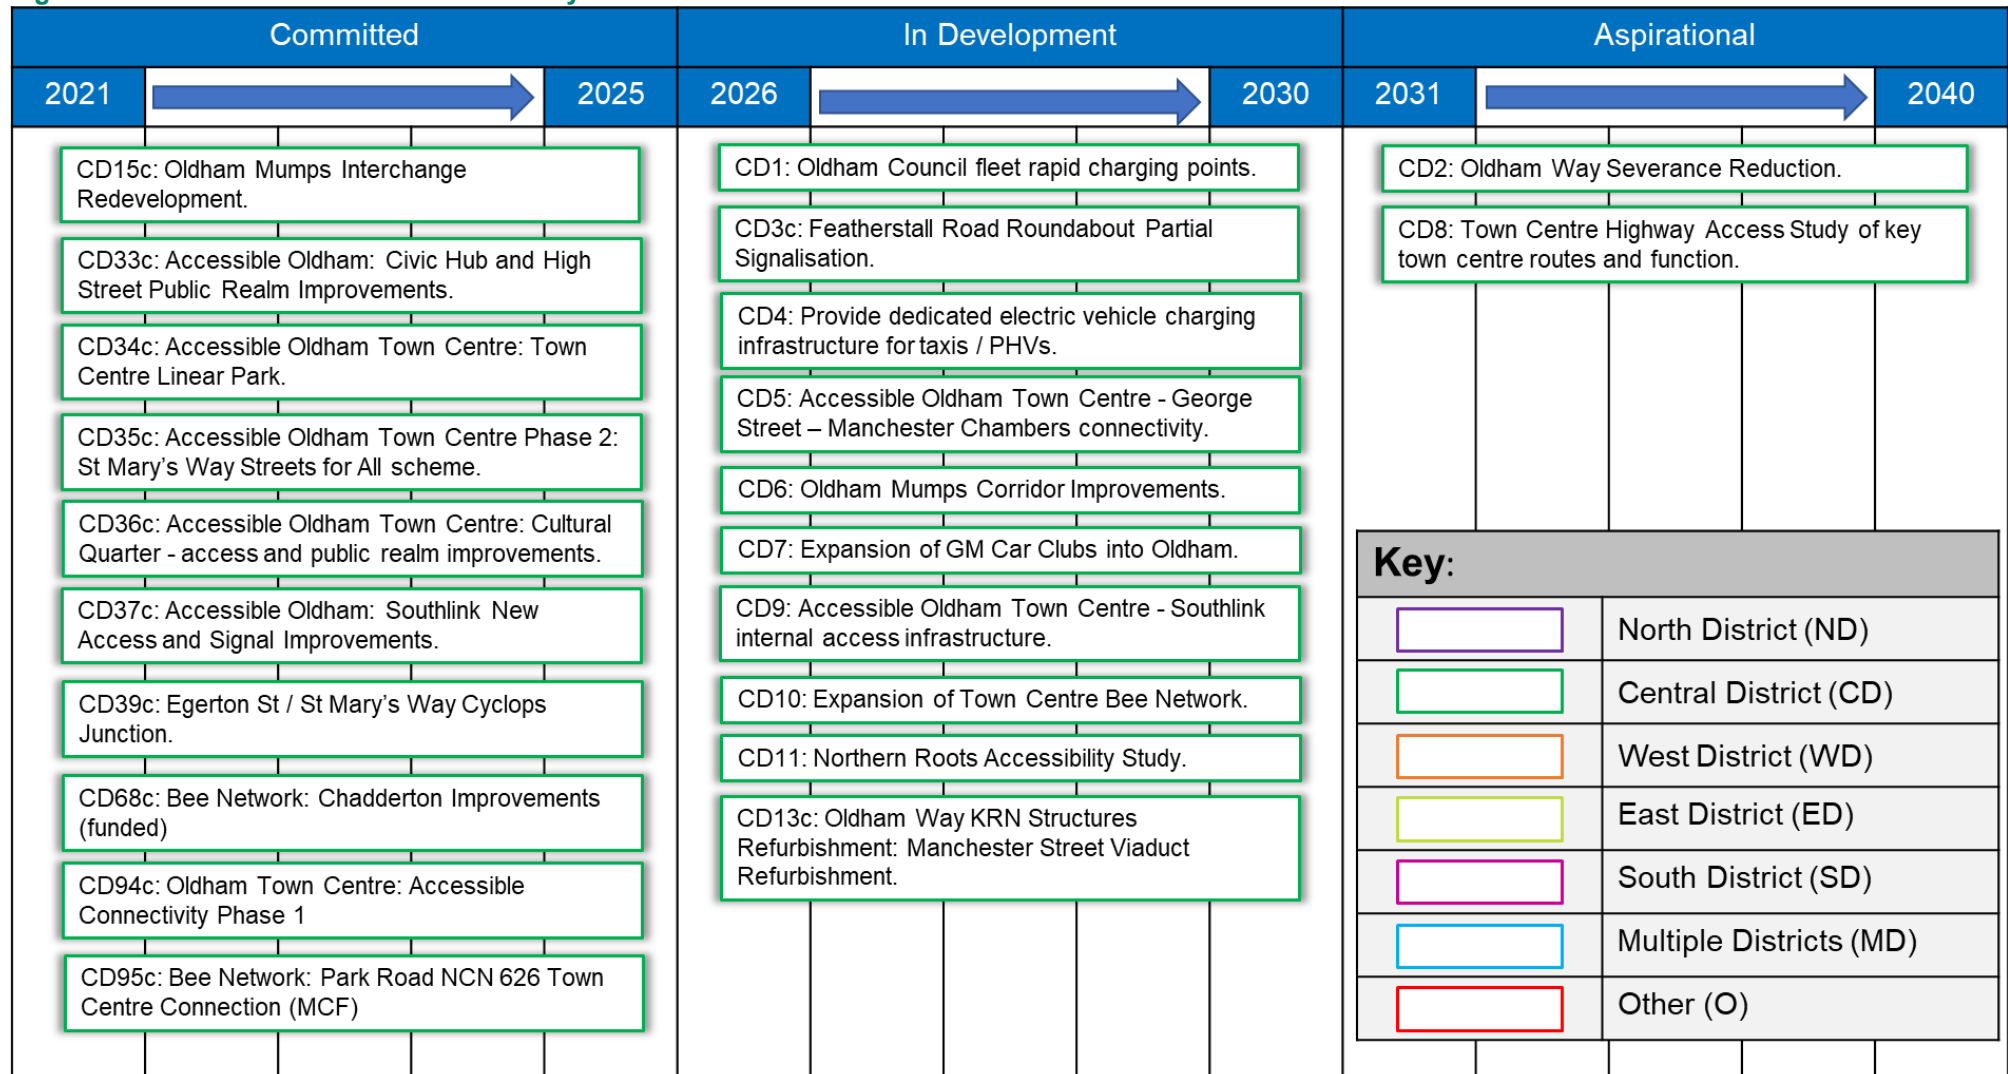 Committed
In Development
Aspirational
2021
2025
2026
2030
2031
2040
CD15c: Oldham Mumps Interchange
Redevelopment.
CD33c: Accessible Oldham: Civic Hub and High
Street Public Realm Improvements.
CD34c: Accessible Oldham Town Centre: Town
Centre Linear Park.
CD35c: Accessible Oldham Town Centre Phase 2:
St Mary’s Way Streets for All scheme.
CD36c: Accessible Oldham Town Centre: Cultural
Quarter - access and public realm improvements.
CD37c: Accessible Oldham: Southlink New
Access and Signal Improvements.
CD39c: Egerton St / St Mary’s Way Cyclops
Junction.
CD68c: Bee Network: Chadderton Improvements
(funded)
CD94c: Oldham Town Centre: Accessible
Connectivity Phase 1
CD95c: Bee Network: Park Road NCN 626 Town
Centre Connection (MCF)
CD1: Oldham Council fleet rapid charging points.
CD3c: Featherstall Road Roundabout Partial
Signalisation.
CD4: Provide dedicated electric vehicle charging
infrastructure for taxis / PHVs.
CD5: Accessible Oldham Town Centre - George
Street – Manchester Chambers connectivity.
CD6: Oldham Mumps Corridor Improvements.
CD7: Expansion of GM Car Clubs into Oldham.
CD9: Accessible Oldham Town Centre - Southlink
internal access infrastructure.
CD10: Expansion of Town Centre Bee Network.
CD11: Northern Roots Accessibility Study.
CD13c: Oldham Way KRN Structures
Refurbishment: Manchester Street Viaduct
Refurbishment.
CD2: Oldham Way Severance Reduction.
CD8: Town Centre Highway Access Study of key
town centre routes and function.
Key:
North District (ND)
Central District (CD)
West District (WD)
East District (ED)
South District (SD)
Multiple Districts (MD)
Other (O)